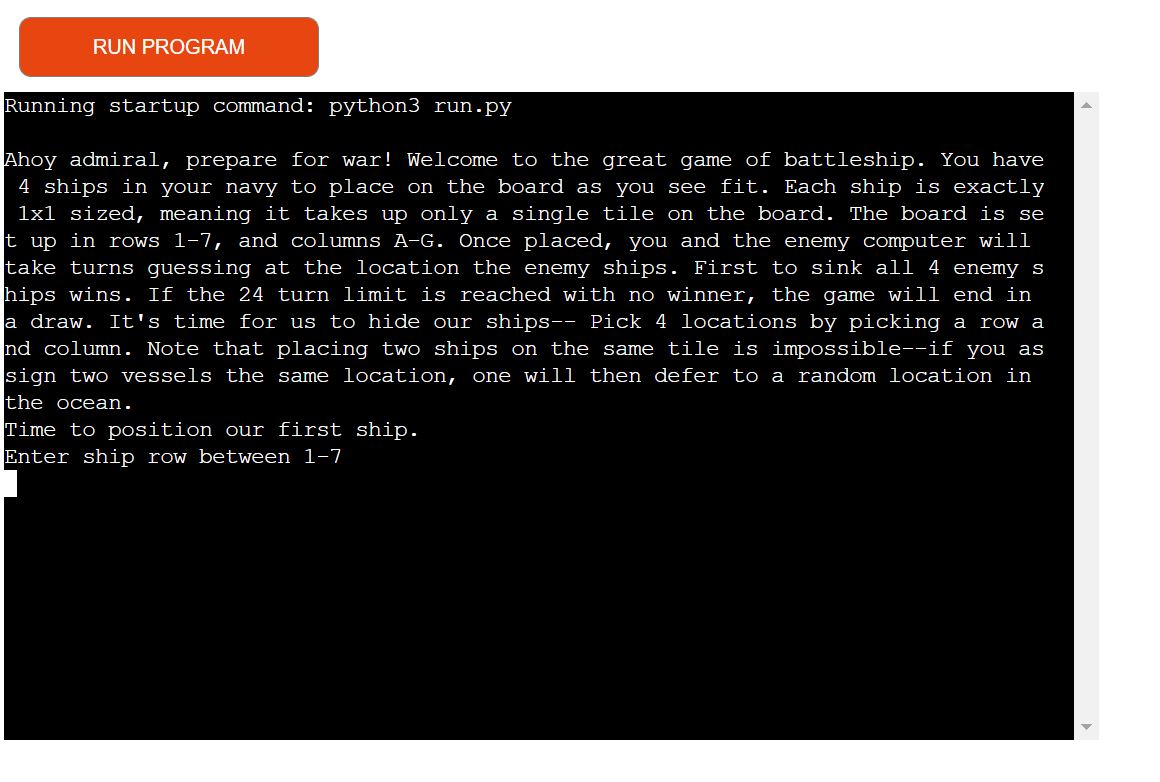 RUN PROGRAM
Running startup command: python3 run.py
Ahoy admiral, prepare for war! Welcome to the great game of battleship. You have
 4 ships in your navy to place on the board as you see fit. Each ship is exactly
 1x1 sized, meaning it takes up only a single tile on the board. The board is se
t up in rows 1-7, and columns A-G. Once placed, you and the enemy computer will
take turns guessing at the location the enemy ships. First to sink all 4 enemy s
hips wins. If the 24 turn limit is reached with no winner, the game will end in
a draw. It's time for us to hide our ships-- Pick 4 locations by picking a row a
nd column. Note that placing two ships on the same tile is impossible--if you as
sign two vessels the same location, one will then defer to a random location in
the ocean.
Time to position our first ship.
Enter ship row between 1-7